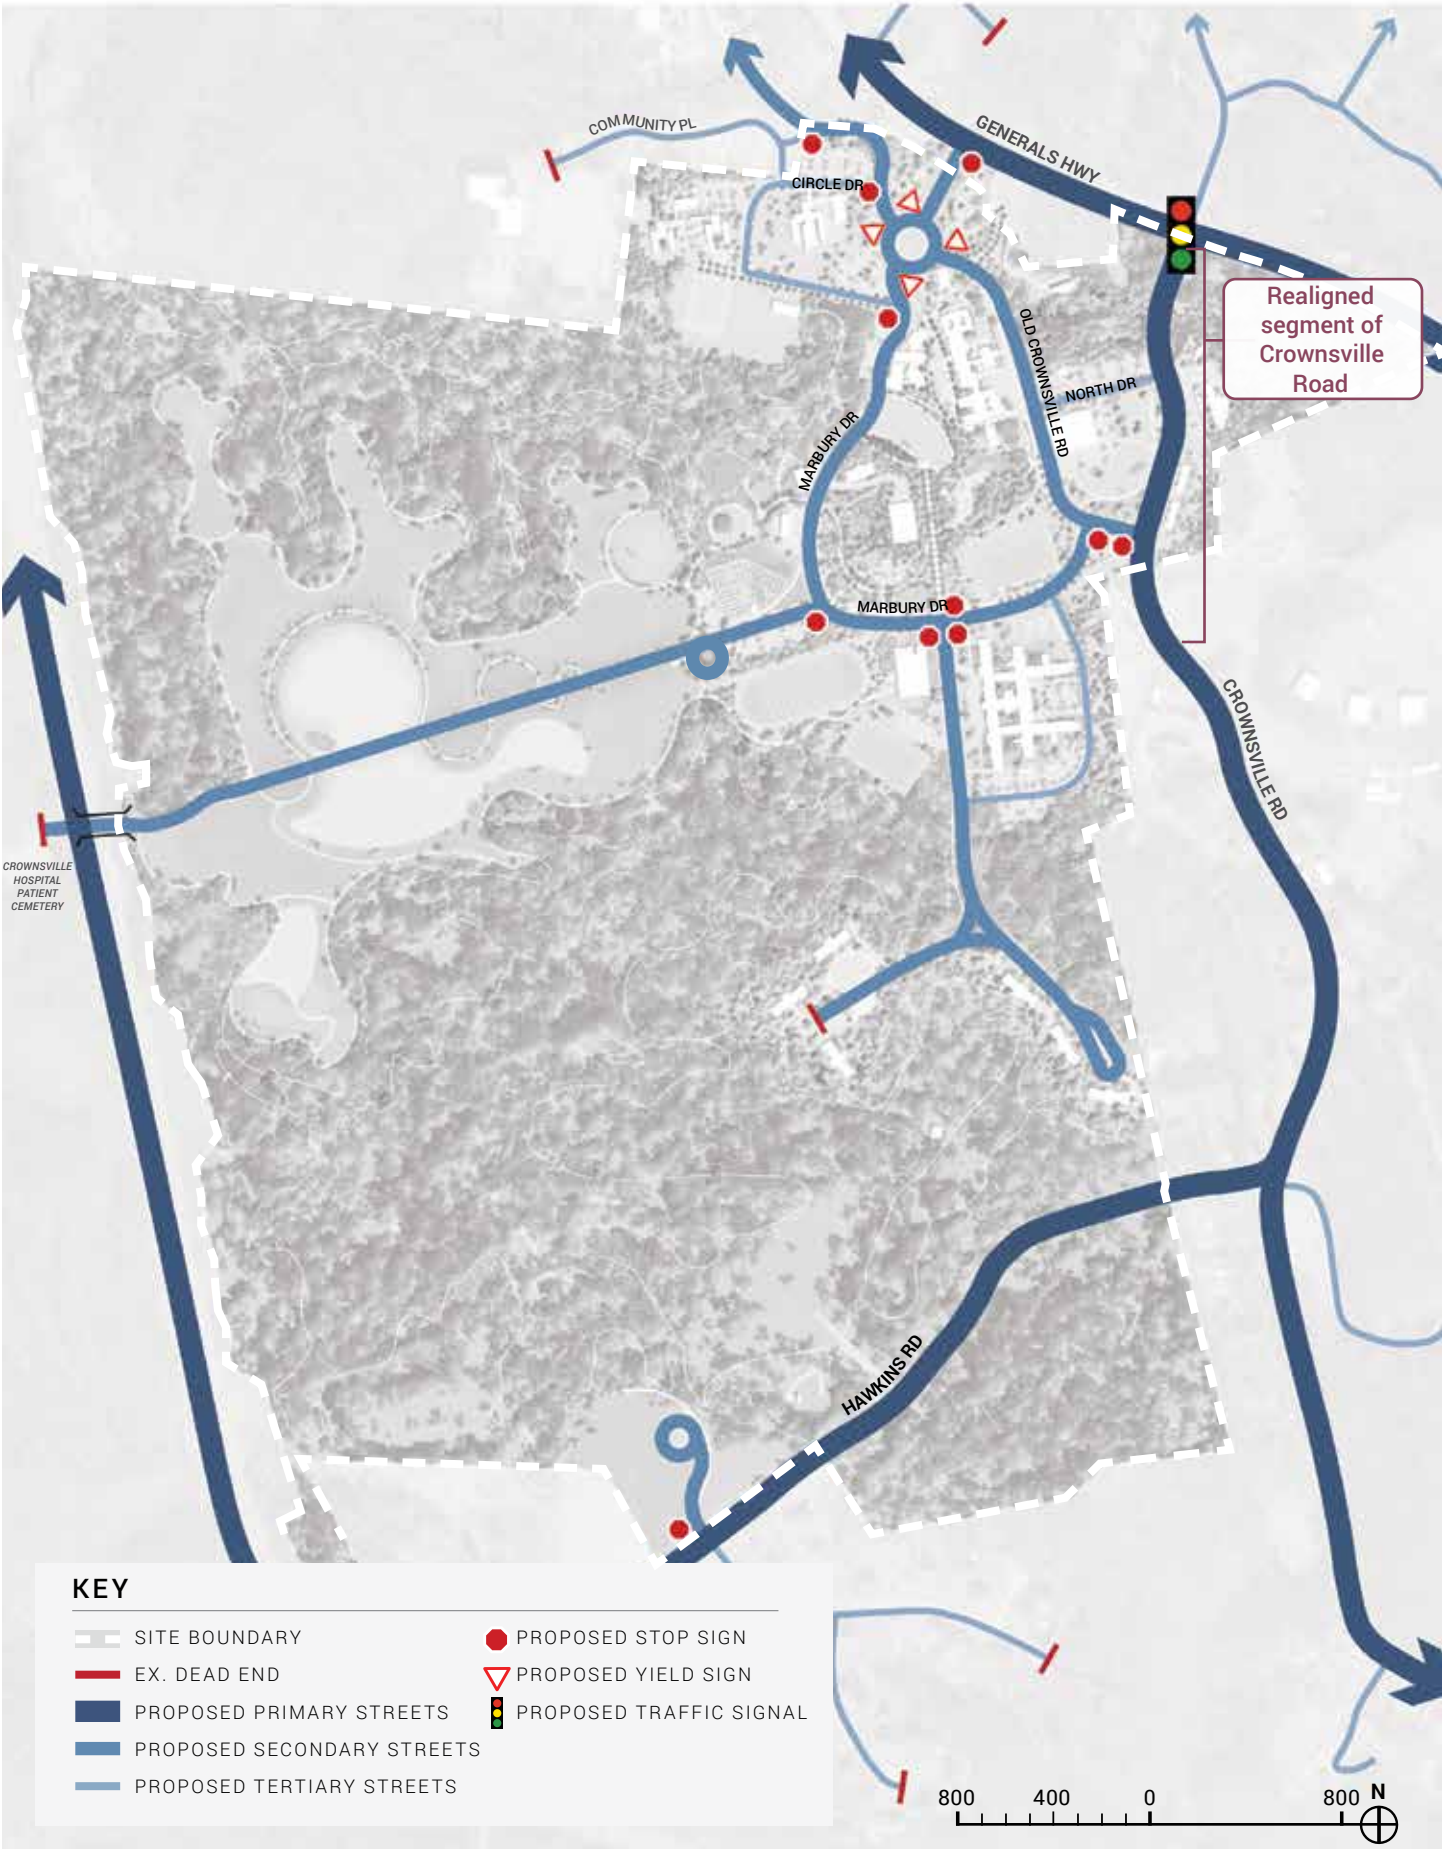 COMMUNITY PL
GENERALS HWY
CIRCLE DR
Realigned
segment of
Crownsville
Road
OLD CROWNSVILLE RD
NORTH DR
MARBURY DR
MARBURY DR
CROWNSVILLE RD
CROWNSVILLE
HOSPITAL
PATIENT
CEMETERY
HAWKINS RD
KEY
SITE BOUNDARY
EX. DEAD END
PROPOSED PRIMARY STREETS
PROPOSED SECONDARY STREETS
PROPOSED TERTIARY STREETS
PROPOSED STOP SIGN
PROPOSED YIELD SIGN
PROPOSED TRAFFIC SIGNAL
800 400 0 800 N